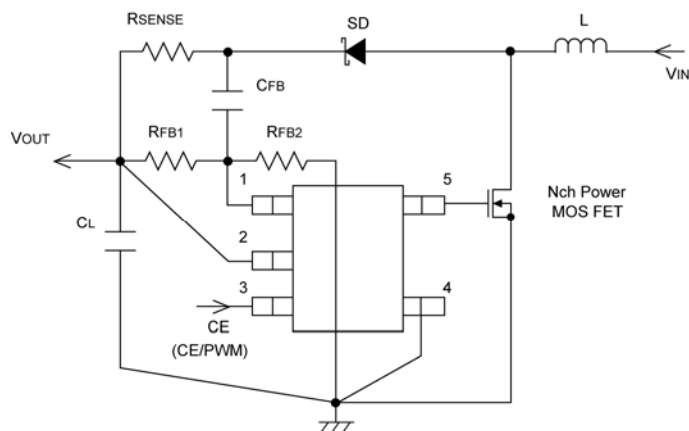 RSENSE
SD
L
VIN
CFB
VOUT
RFB1
RFB2
1
5
Nch Power
MOS FET
CL
2
3
4
CE
(CE/PWM)